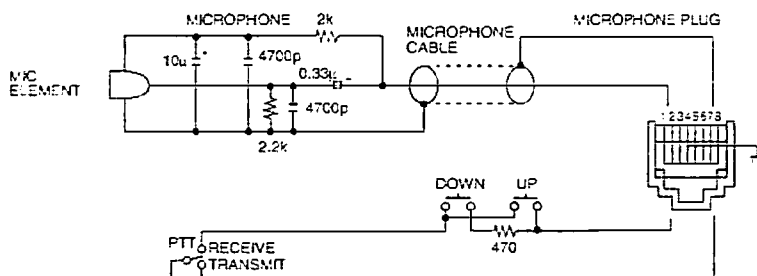 MICROPHONE
2k
MICROPHONE CABLE
MICROPHONE PLUG
10u
+
4700p
0.33u
-
MIC ELEMENT
4700p
2.2k
12345678
DOWN
UP
470
PTT
RECEIVE
TRANSMIT